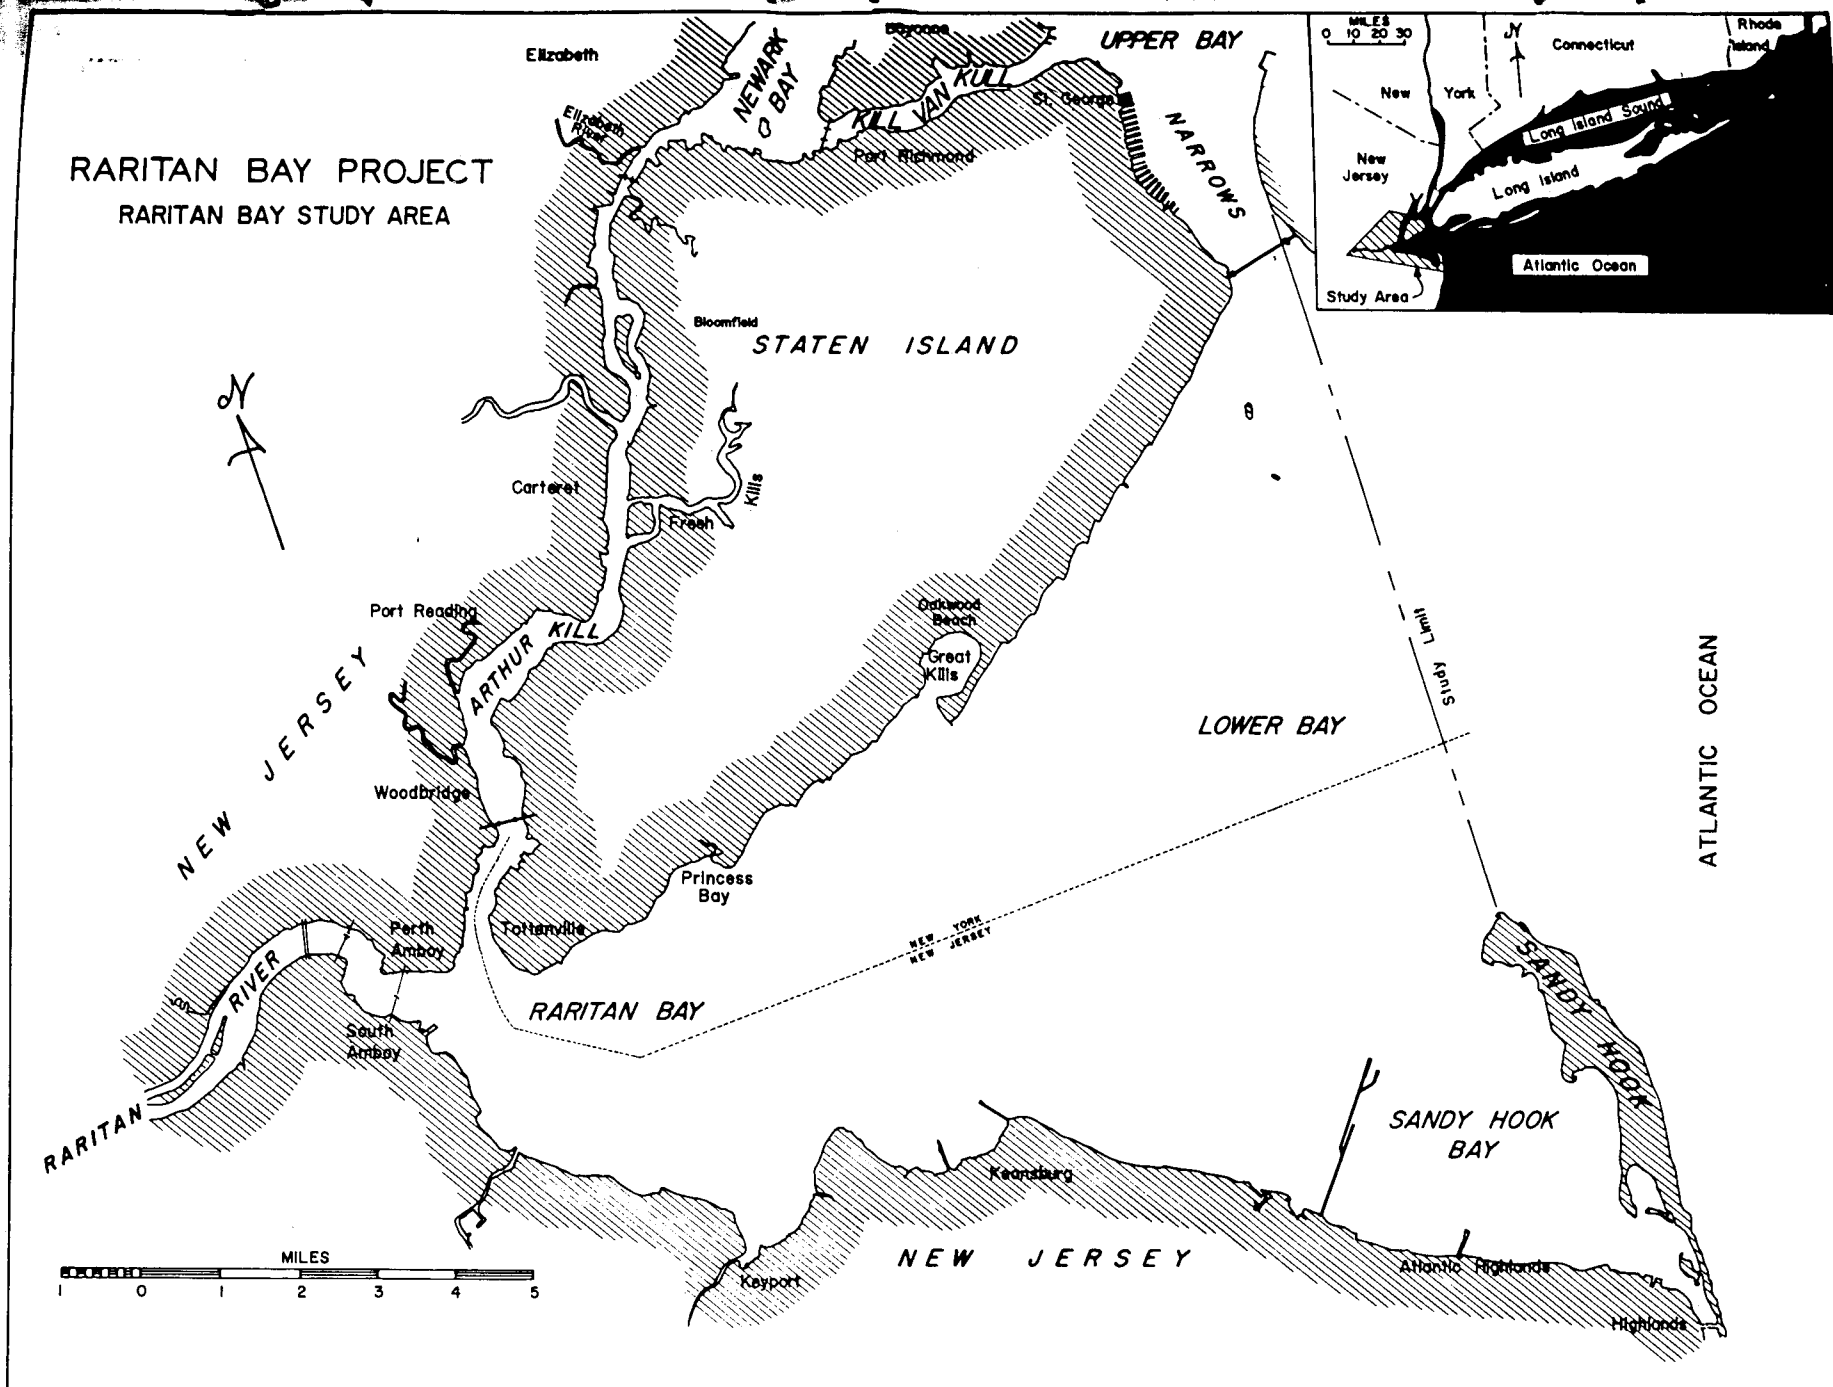 RARITAN BAY PROJECT
RARITAN BAY STUDY AREA
N
Elizabeth
Elizabeth
River
NEWARK
BAY
Bayonne
KILL VAN KULL
UPPER BAY
St. George
Port Richmond
NARROWS
MILES
0 10 20 30
N
Connecticut
Rhode
Island
New York
Long Island Sound
New
Jersey
Long Island
Atlantic Ocean
Study Area
Bloomfield
STATEN ISLAND
Carteret
Fresh
Kills
Port Reading
ARTHUR KILL
Oakwood
Beach
Great
Kills
Study Limit
LOWER BAY
ATLANTIC OCEAN
NEW JERSEY
Woodbridge
Princess
Bay
Perth
Amboy
Tottenville
NEW YORK
NEW JERSEY
RARITAN RIVER
RARITAN BAY
South
Amboy
SANDY HOOK
SANDY HOOK
BAY
Keansburg
NEW JERSEY
Keyport
Atlantic Highlands
Highlands
MILES
1 0 1 2 3 4 5